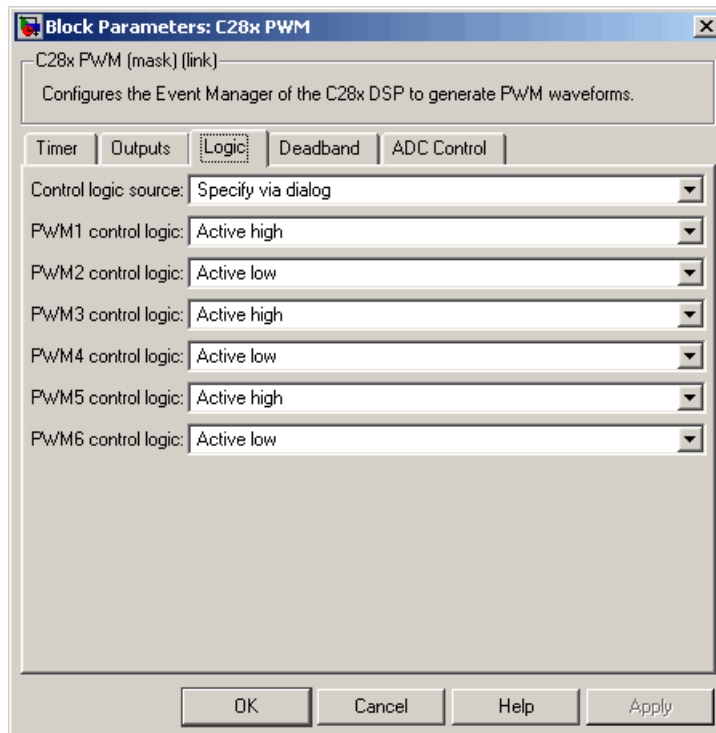 Block Parameters: C28x PWM
C28x PWM (mask) (link)
Configures the Event Manager of the C28x DSP to generate PWM waveforms.
Timer Outputs Logic Deadband ADC Control
Control logic source: Specify via dialog
PWM1 control logic: Active high
PWM2 control logic: Active low
PWM3 control logic: Active high
PWM4 control logic: Active low
PWM5 control logic: Active high
PWM6 control logic: Active low
OK Cancel Help Apply